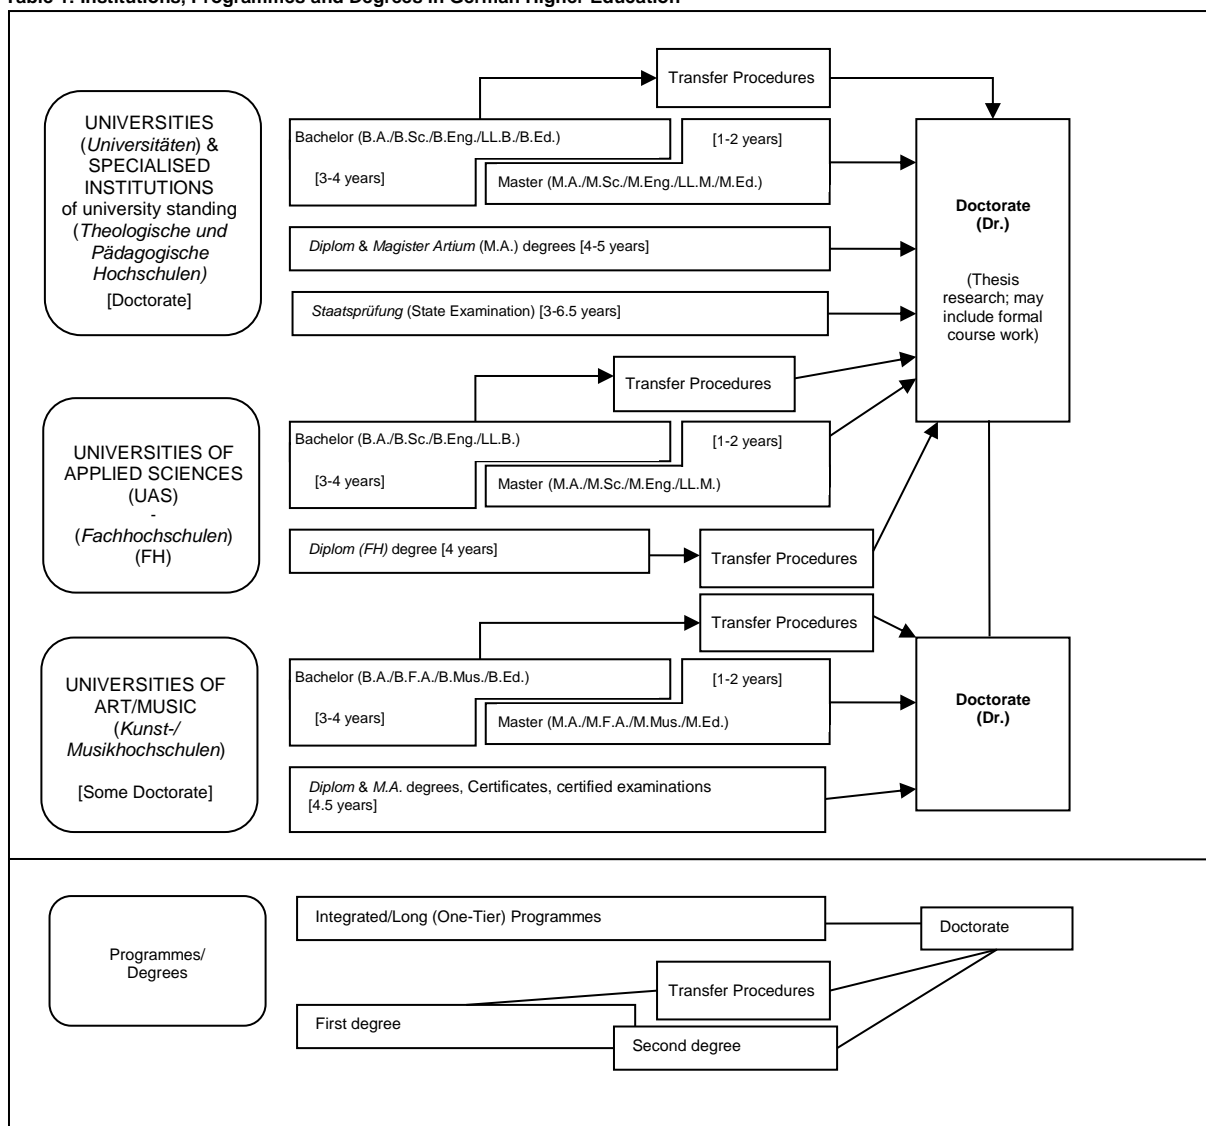 Table 1: Institutions, Programmes and Degrees in German Higher Education
Transfer Procedures
UNIVERSITIES
(Universitäten) &
SPECIALISED
INSTITUTIONS
of university standing
(Theologische und
Pädagogische
Hochschulen)
[Doctorate]
Bachelor (B.A./B.Sc./B.Eng./LL.B./B.Ed.)
[3-4 years]
[1-2 years]
Master (M.A./M.Sc./M.Eng./LL.M./M.Ed.)
Diplom & Magister Artium (M.A.) degrees [4-5 years]
Staatsprüfung (State Examination) [3-6.5 years]
Doctorate
(Dr.)
(Thesis
research; may
include formal
course work)
Transfer Procedures
UNIVERSITIES OF
APPLIED SCIENCES
(UAS)
-
(Fachhochschulen)
(FH)
Bachelor (B.A./B.Sc./B.Eng./LL.B.)
[3-4 years]
[1-2 years]
Master (M.A./M.Sc./M.Eng./LL.M.)
Diplom (FH) degree [4 years]
Transfer Procedures
Transfer Procedures
UNIVERSITIES OF
ART/MUSIC
(Kunst-/
Musikhochschulen)
[Some Doctorate]
Bachelor (B.A./B.F.A./B.Mus./B.Ed.)
[3-4 years]
[1-2 years]
Master (M.A./M.F.A./M.Mus./M.Ed.)
Diplom & M.A. degrees, Certificates, certified examinations
[4.5 years]
Doctorate
(Dr.)
Programmes/
Degrees
Integrated/Long (One-Tier) Programmes
Doctorate
Transfer Procedures
First degree
Second degree